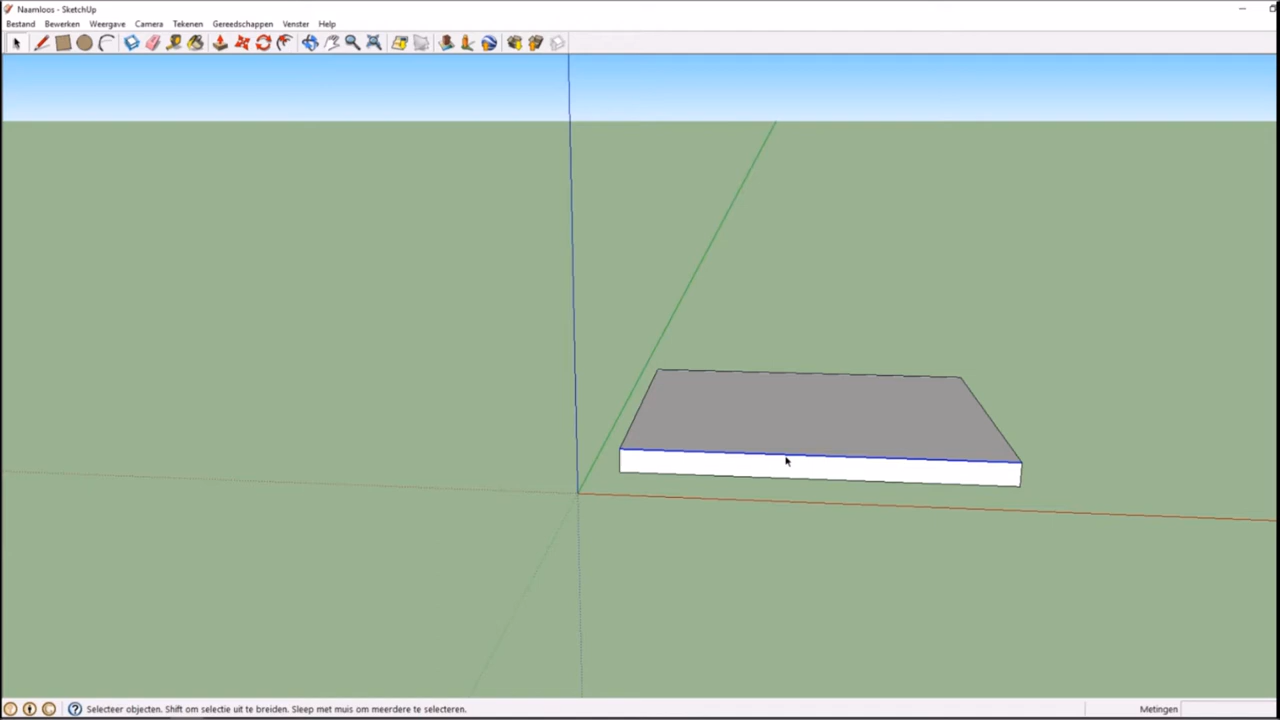 Naamloos - SketchUp
Bestand Bewerken Weergave Camera Tekenen Gereedschappen Venster Help
Selecteer objecten. Shift om selectie uit te breiden. Sleep met muis om meerdere te selecteren. Metingen